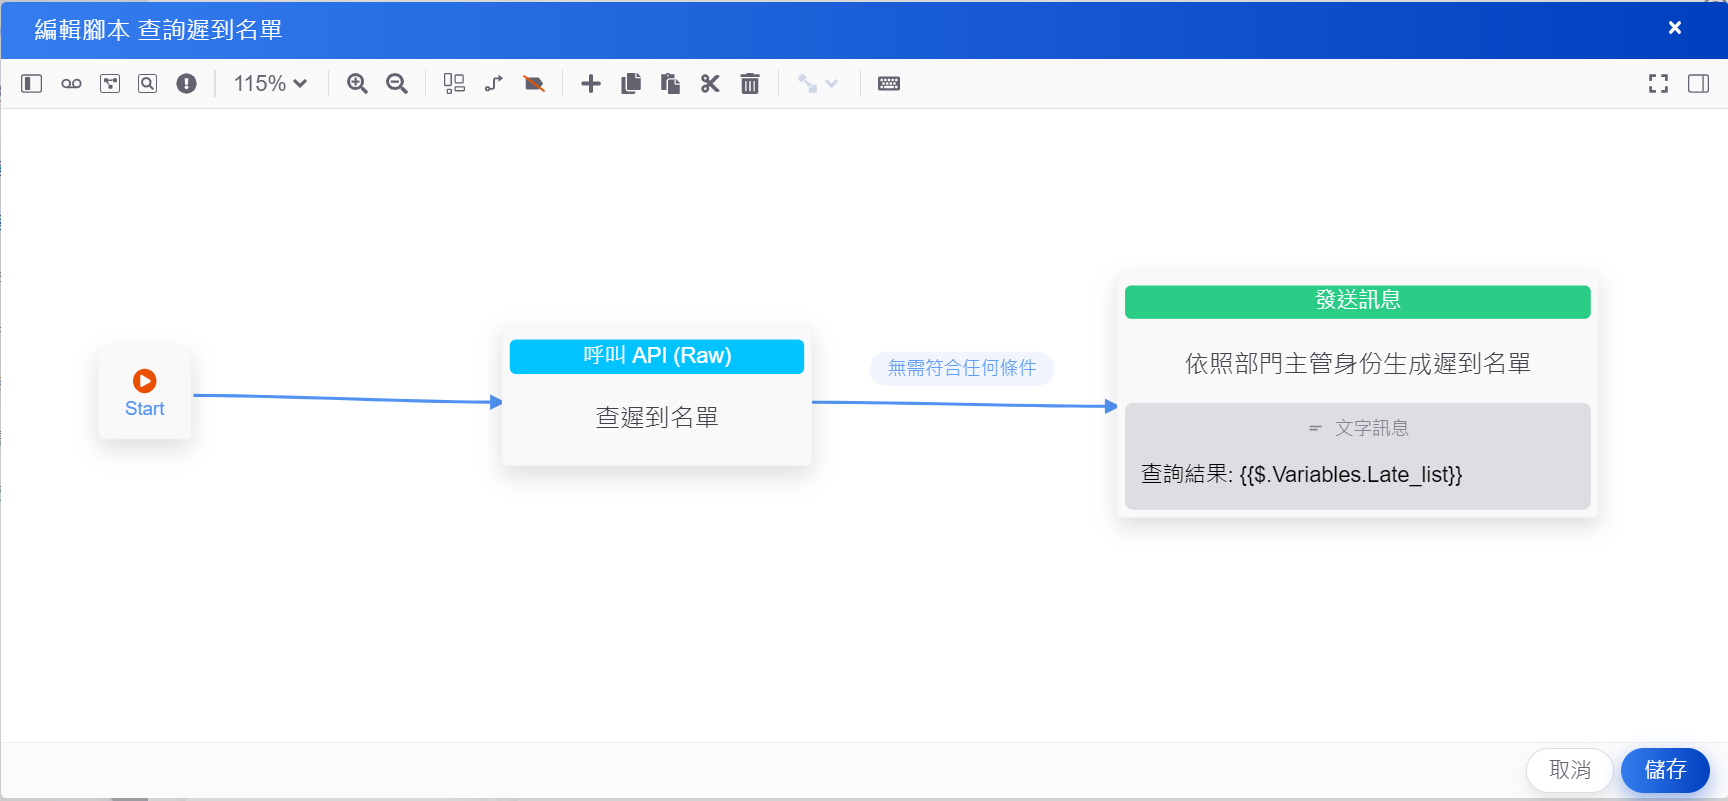 編輯腳本 查詢遲到名單
115%
Start
呼叫 API (Raw)
查遲到名單
無需符合任何條件
發送訊息
依照部門主管身份生成遲到名單
文字訊息
查詢結果: {{$.Variables.Late_list}}
取消
儲存